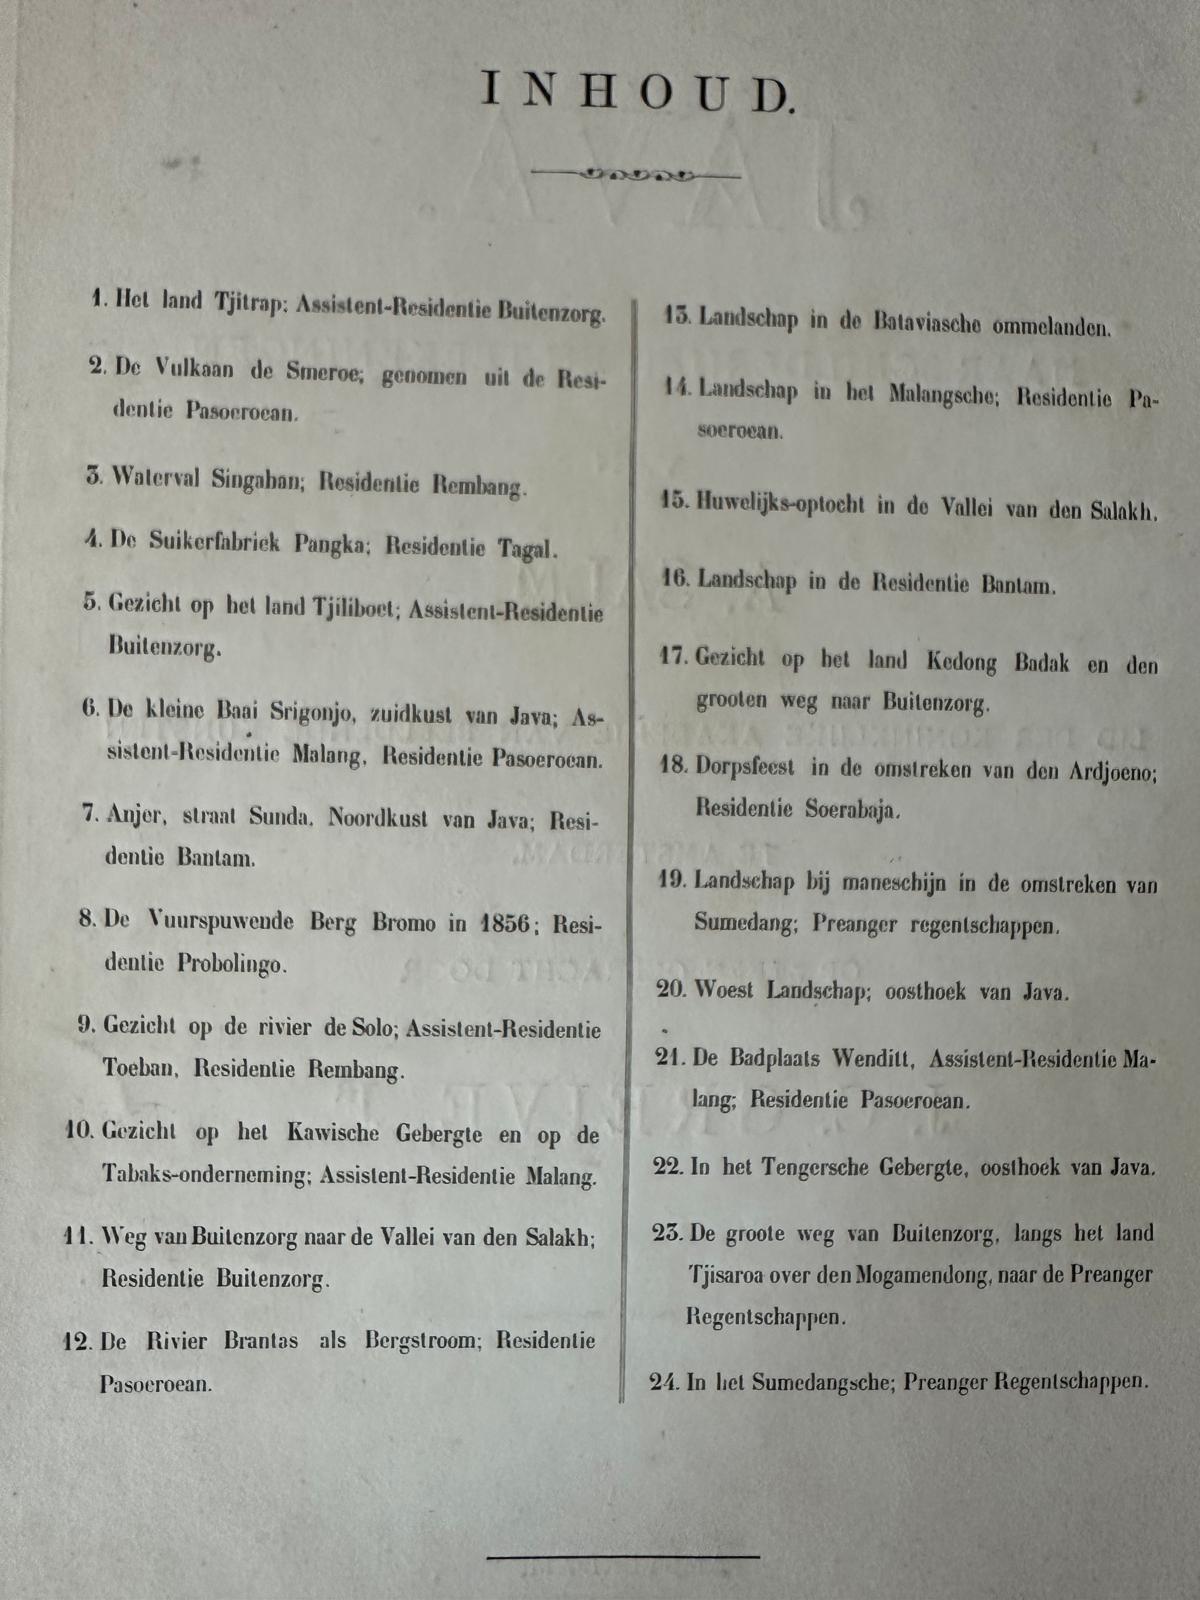 INHOUD.
1. Het land Tjitrap; Assistent-Residentie Buitenzorg.
2. De Vulkaan de Smeroe; genomen uit de Resi-
dentie Pasoeroean.
3. Waterval Singahan; Residentie Rembang.
4. De Suikerfabriek Pangka; Residentie Tagal.
5. Gezicht op het land Tjiliboet; Assistent-Residentie
Buitenzorg.
6. De kleine Baai Srigonjo, zuidkust van Java; As-
sistent-Residentie Malang, Residentie Pasoeroean.
7. Anjer, straat Sunda, Noordkust van Java; Resi-
dentie Bantam.
8. De Vuurspuwende Berg Bromo in 1856; Resi-
dentie Probolingo.
9. Gezicht op de rivier de Solo; Assistent-Residentie
Toeban, Residentie Rembang.
10. Gezicht op het Kawische Gebergte en op de
Tabaks-onderneming; Assistent-Residentie Malang.
11. Weg van Buitenzorg naar de Vallei van den Salakh;
Residentie Buitenzorg.
12. De Rivier Brantas als Bergstroom; Residentie
Pasoeroean.
13. Landschap in de Bataviasche ommelanden.
14. Landschap in het Malangsche; Residentie Pa-
soeroean.
15. Huwelijks-optocht in de Vallei van den Salakh.
16. Landschap in de Residentie Bantam.
17. Gezicht op het land Kedong Badak en den
grooten weg naar Buitenzorg.
18. Dorpsfeest in de omstreken van den Ardjoeno;
Residentie Soerabaja.
19. Landschap bij maneschijn in de omstreken van
Sumedang; Preanger regentschappen.
20. Woest Landschap; oosthoek van Java.
21. De Badplaats Wenditt, Assistent-Residentie Ma-
lang; Residentie Pasoeroean.
22. In het Tengersche Gebergte, oosthoek van Java.
23. De groote weg van Buitenzorg, langs het land
Tjisaroa over den Mogamendong, naar de Preanger
Regentschappen.
24. In het Sumedangsche; Preanger Regentschappen.